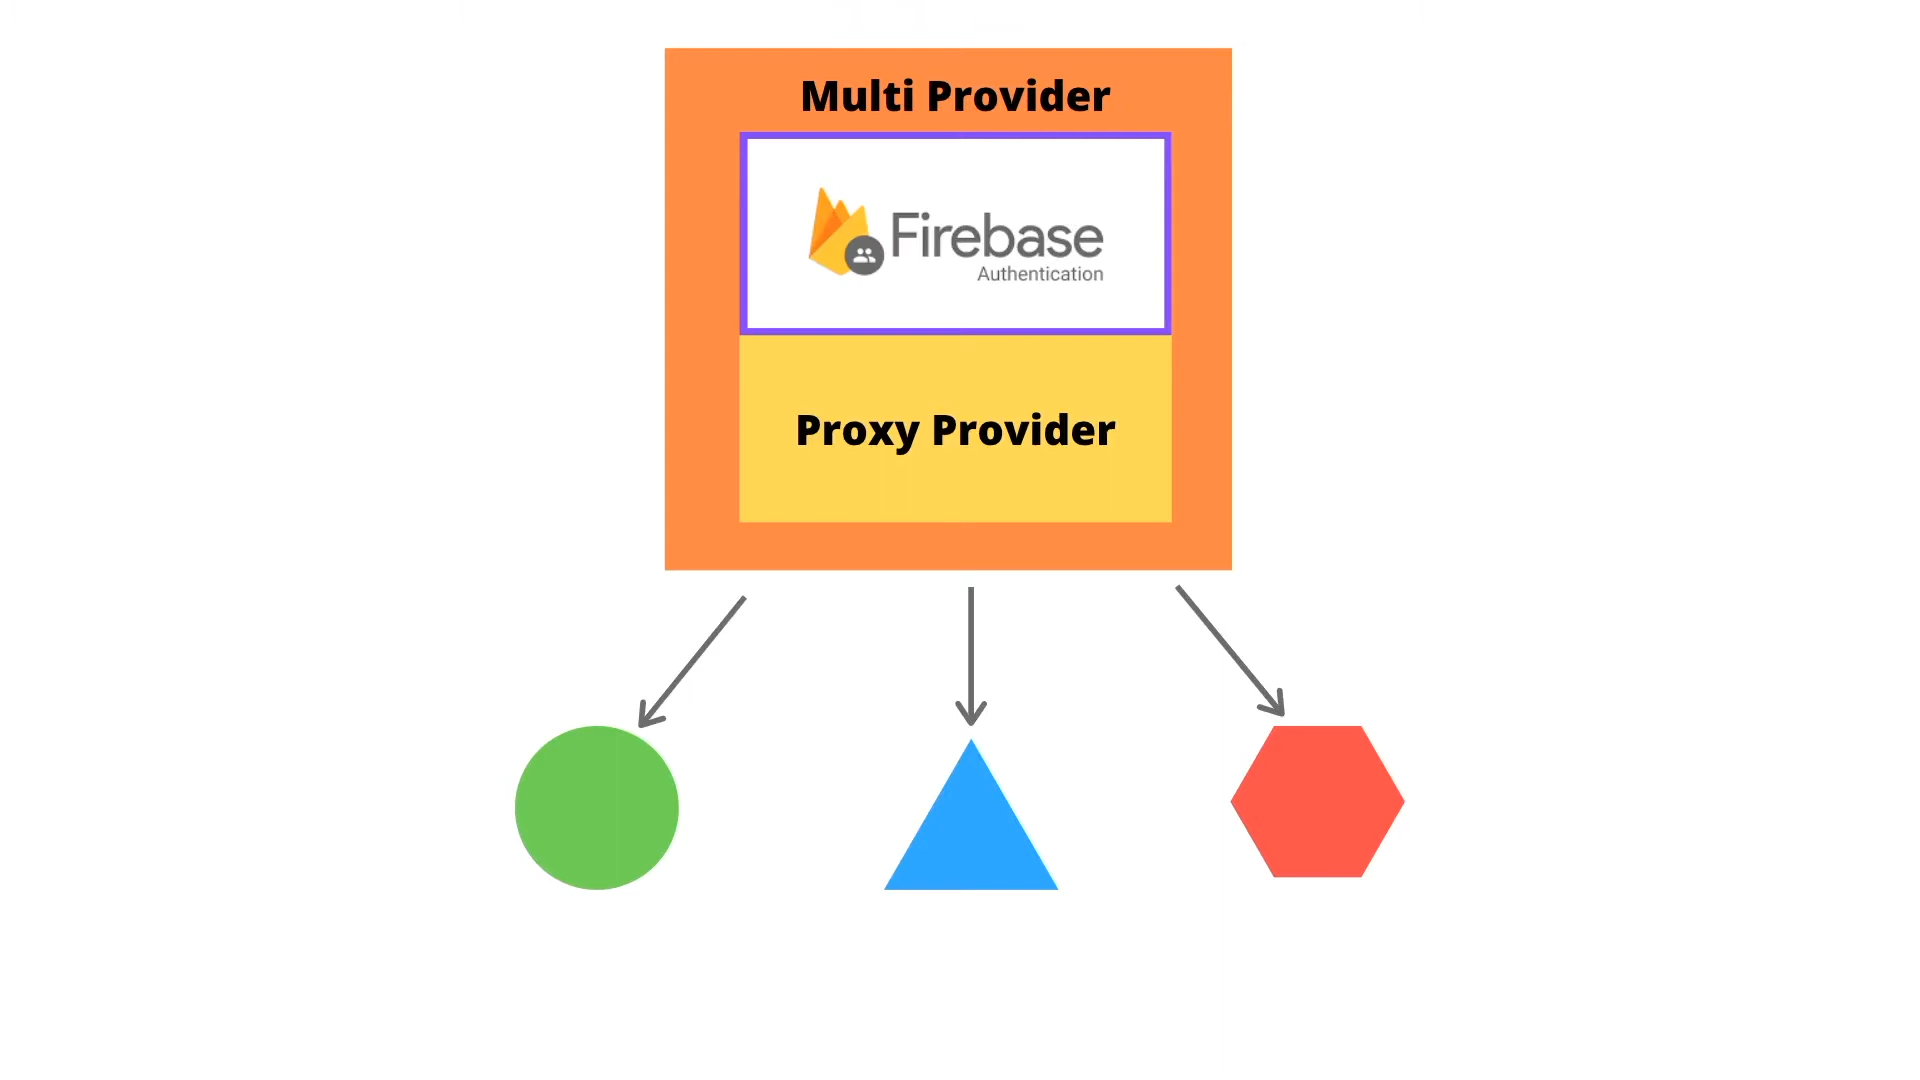 Multi Provider
Firebase
Authentication
Proxy Provider